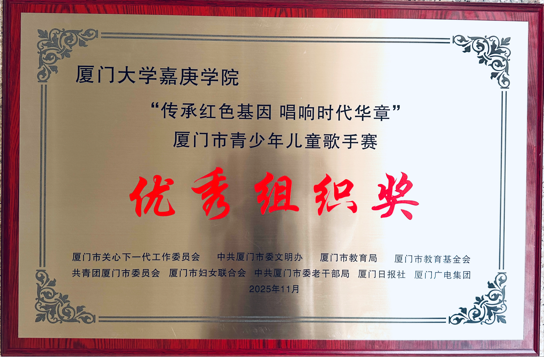 厦门大学嘉庚学院
“传承红色基因 唱响时代华章”
厦门市青少年儿童歌手赛
优秀组织奖
厦门市关心下一代工作委员会 中共厦门市委文明办 厦门市教育局 厦门市教育基金会
共青团厦门市委员会 厦门市妇女联合会 中共厦门市委老干部局 厦门日报社 厦门广电集团
2025年11月